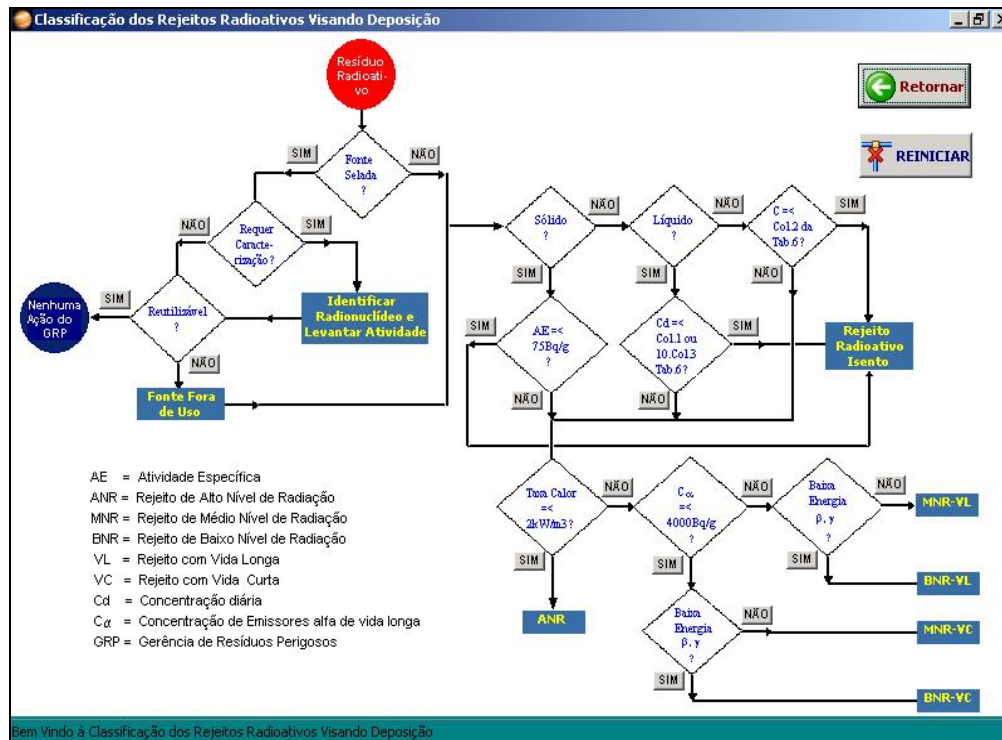 Classificação dos Rejeitos Radioativos Visando Deposição
Resíduo
Radioati-
vo
Retornar
REINICIAR
SIM
Fonte
Selada
?
NÃO
NÃO
Requer
Caracte-
rização?
SIM
Nenhuma
Ação do
GRP
SIM
Reutilizável
?
NÃO
Identificar
Radionuclídeo e
Levantar Atividade
Fonte Fora
de Uso
Sólido
?
NÃO
SIM
Líquido
?
NÃO
SIM
C =<
Col.2 da
Tab.6?
SIM
NÃO
SIM
AE =<
75Bq/g
?
NÃO
Cd =<
Col.1 ou
10.Col.3
Tab.6?
SIM
NÃO
Rejeito
Radioativo
Isento
AE = Atividade Específica
ANR = Rejeito de Alto Nível de Radiação
MNR = Rejeito de Médio Nível de Radiação
BNR = Rejeito de Baixo Nível de Radiação
VL = Rejeito com Vida Longa
VC = Rejeito com Vida Curta
Cd = Concentração diária
Cα = Concentração de Emissores alfa de vida longa
GRP = Gerência de Resíduos Perigosos
Taxa Calor
=<
2kW/m3?
NÃO
SIM
ANR
Cα
=<
4000Bq/g
?
NÃO
SIM
Baixa
Energia
β, γ
?
NÃO
SIM
MNR-VL
BNR-VL
Baixa
Energia
β, γ
?
NÃO
SIM
MNR-VC
BNR-VC
Bem Vindo à Classificação dos Rejeitos Radioativos Visando Deposição